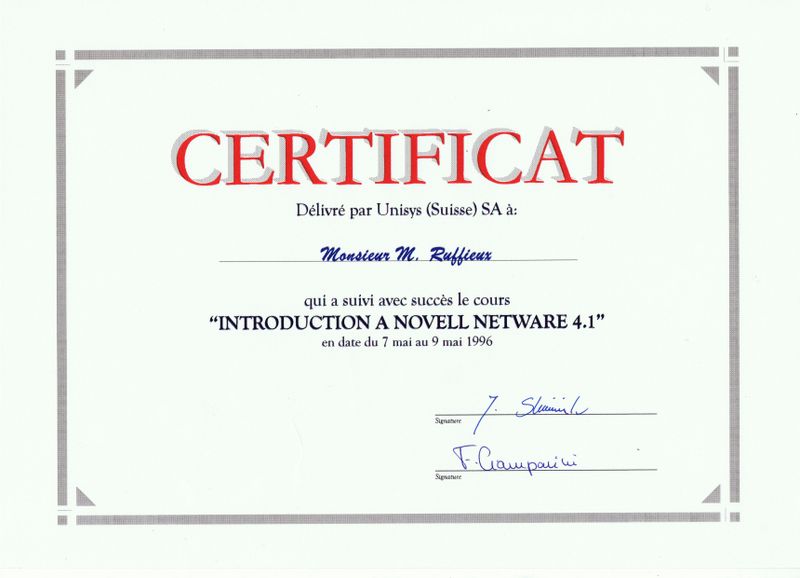 CERTIFICAT
Délivré par Unisys (Suisse) SA à:
Monsieur M. Ruffieux
qui a suivi avec succès le cours
“INTRODUCTION A NOVELL NETWARE 4.1”
en date du 7 mai au 9 mai 1996
Signature
Signature